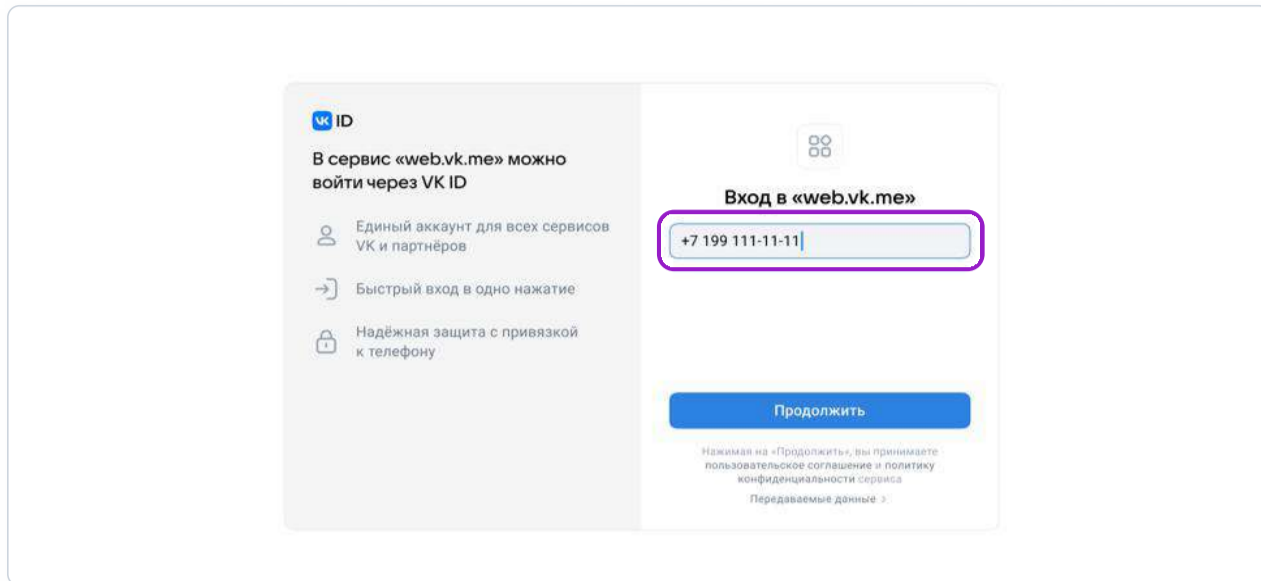 VK ID
В сервис «web.vk.me» можно
войти через VK ID
Единый аккаунт для всех сервисов
VK и партнёров
Быстрый вход в одно нажатие
Надёжная защита с привязкой
к телефону
Вход в «web.vk.me»
+7 199 111-11-11
Продолжить
Нажимая на «Продолжить», вы принимаете
пользовательское соглашение и политику
конфиденциальности сервиса
Передаваемые данные >